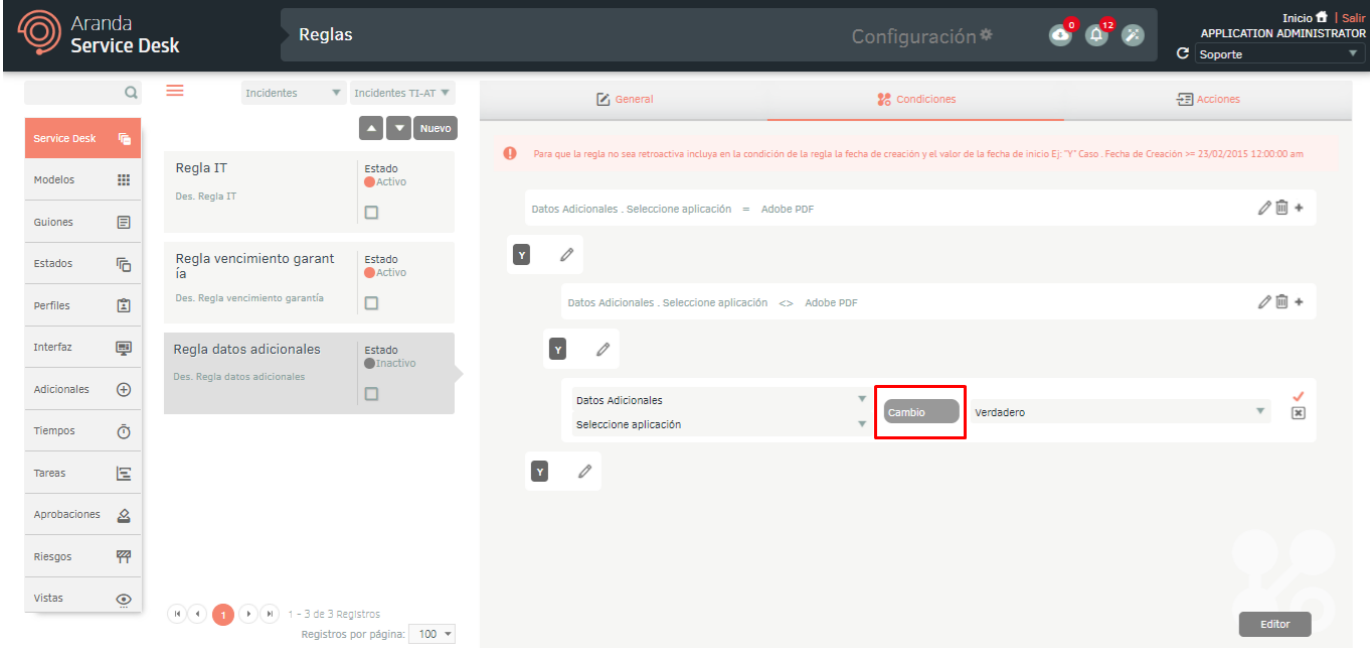 Aranda
Service Desk
Reglas
Configuración
0
12
Inicio | Salir
APPLICATION ADMINISTRATOR
Soporte
Service Desk
Modelos
Guiones
Estados
Perfiles
Interfaz
Adicionales
Tiempos
Tareas
Aprobaciones
Riesgos
Vistas
Incidentes
Incidentes TI-AT
Nuevo
Regla IT
Des. Regla IT
Estado
Activo
Regla vencimiento garant
ía
Des. Regla vencimiento garantía
Estado
Activo
Regla datos adicionales
Des. Regla datos adicionales
Estado
Inactivo
1
1 - 3 de 3 Registros
Registros por página: 100
General
Condiciones
Acciones
Para que la regla no sea retroactiva incluya en la condición de la regla la fecha de creación y el valor de la fecha de inicio Ej: "Y" Caso . Fecha de Creación >= 23/02/2015 12:00:00 am
Datos Adicionales . Seleccione aplicación = Adobe PDF
Y
Datos Adicionales . Seleccione aplicación <> Adobe PDF
Y
Datos Adicionales
Seleccione aplicación
Cambio
Verdadero
Y
Editor